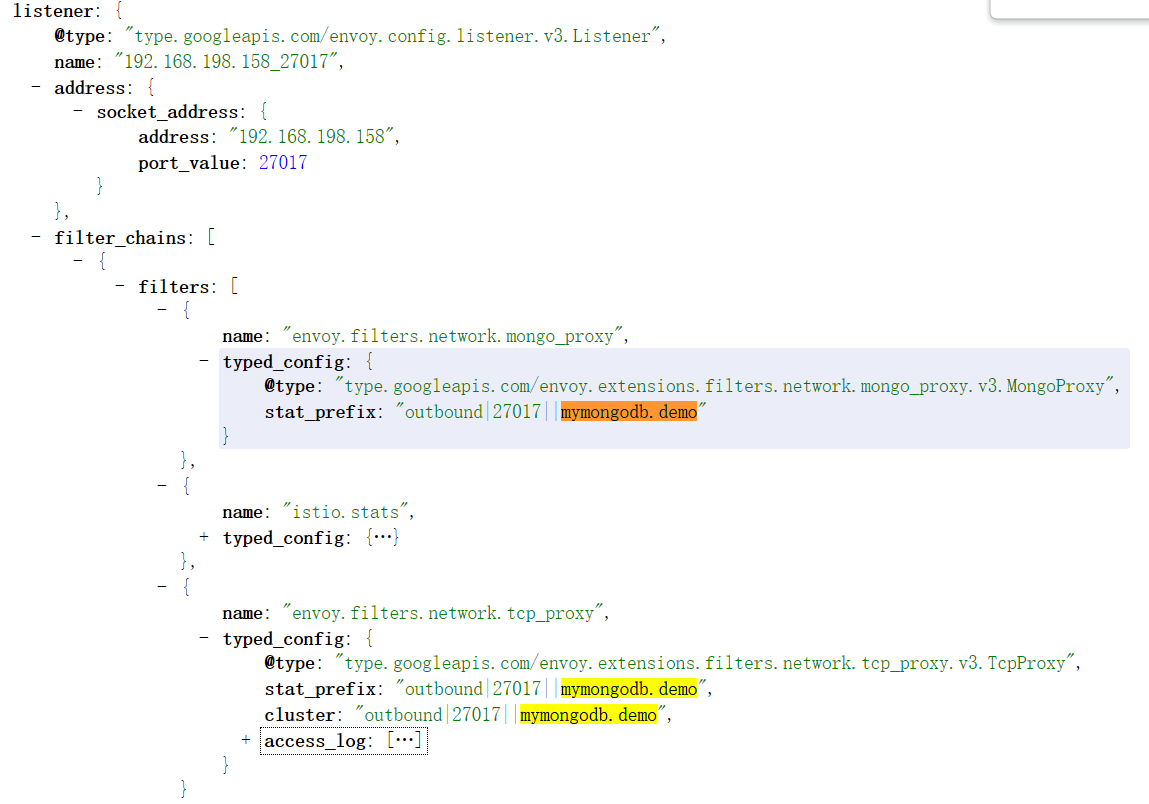 listener: {
@type: "type.googleapis.com/envoy.config.listener.v3.Listener",
name: "192.168.198.158_27017",
- address: {
- socket_address: {
address: "192.168.198.158",
port_value: 27017
}
},
- filter_chains: [
- {
- filters: [
- {
name: "envoy.filters.network.mongo_proxy",
- typed_config: {
@type: "type.googleapis.com/envoy.extensions.filters.network.mongo_proxy.v3.MongoProxy",
stat_prefix: "outbound|27017||mymongodb.demo"
}
},
- {
name: "istio.stats",
+ typed_config: {…}
},
- {
name: "envoy.filters.network.tcp_proxy",
- typed_config: {
@type: "type.googleapis.com/envoy.extensions.filters.network.tcp_proxy.v3.TcpProxy",
stat_prefix: "outbound|27017||mymongodb.demo",
cluster: "outbound|27017||mymongodb.demo",
+ access_log: […]
}
}